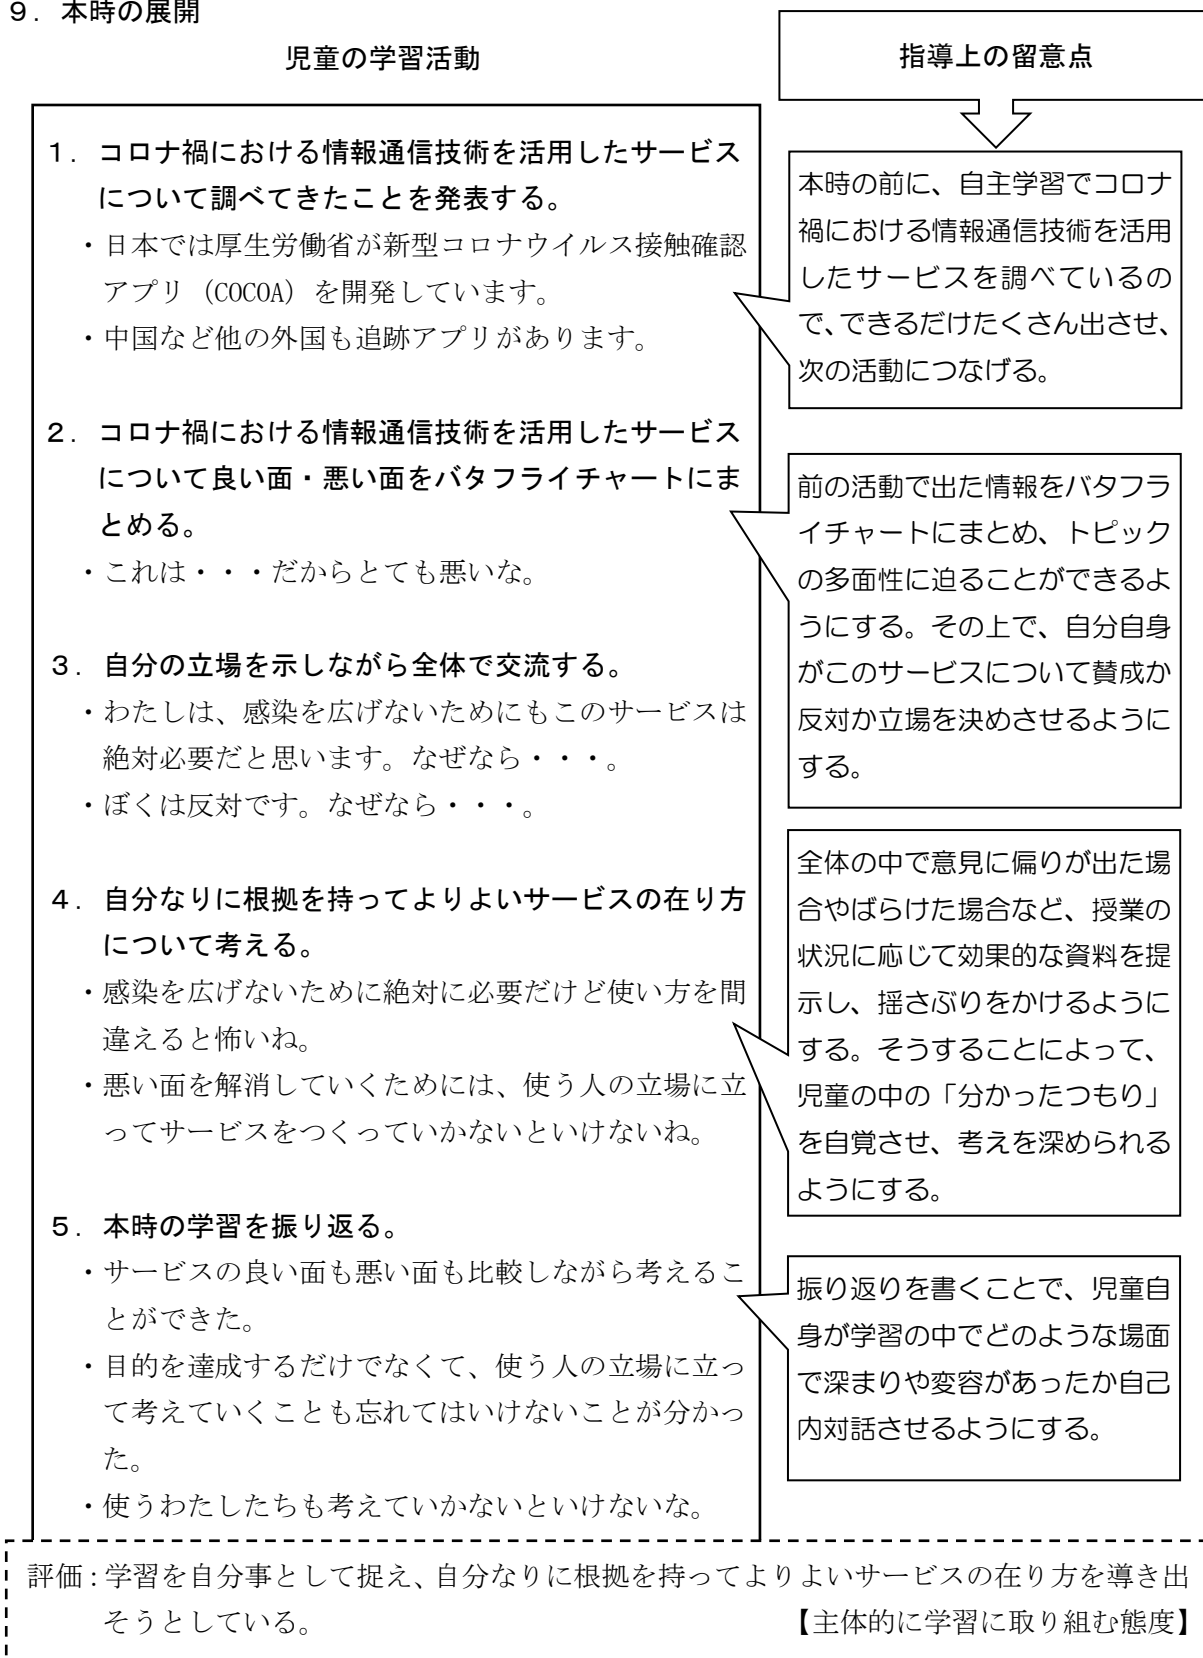 ９．本時の展開
児童の学習活動
指導上の留意点
１．コロナ禍における情報通信技術を活用したサービス
について調べてきたことを発表する。
・日本では厚生労働省が新型コロナウイルス接触確認
アプリ（COCOA）を開発しています。
・中国など他の外国も追跡アプリがあります。
本時の前に、自主学習でコロナ
禍における情報通信技術を活用
したサービスを調べているの
で、できるだけたくさん出させ、
次の活動につなげる。
２．コロナ禍における情報通信技術を活用したサービス
について良い面・悪い面をバタフライチャートにま
とめる。
・これは・・・だからとても悪いな。
前の活動で出た情報をバタフラ
イチャートにまとめ、トピック
の多面性に迫ることができるよ
うにする。その上で、自分自身
がこのサービスについて賛成か
反対か立場を決めさせるように
する。
３．自分の立場を示しながら全体で交流する。
・わたしは、感染を広げないためにもこのサービスは
絶対必要だと思います。なぜなら・・・。
・ぼくは反対です。なぜなら・・・。
４．自分なりに根拠を持ってよりよいサービスの在り方
について考える。
・感染を広げないために絶対に必要だけど使い方を間
違えると怖いね。
・悪い面を解消していくためには、使う人の立場に立
ってサービスをつくっていかないといけないね。
全体の中で意見に偏りが出た場
合やばらけた場合など、授業の
状況に応じて効果的な資料を提
示し、揺さぶりをかけるように
する。そうすることによって、
児童の中の「分かったつもり」
を自覚させ、考えを深められる
ようにする。
５．本時の学習を振り返る。
・サービスの良い面も悪い面も比較しながら考えるこ
とができた。
・目的を達成するだけでなくて、使う人の立場に立っ
て考えていくことも忘れてはいけないことが分かっ
た。
・使うわたしたちも考えていかないといけないな。
振り返りを書くことで、児童自
身が学習の中でどのような場面
で深まりや変容があったか自己
内対話させるようにする。
評価：学習を自分事として捉え、自分なりに根拠を持ってよりよいサービスの在り方を導き出
そうとしている。　【主体的に学習に取り組む態度】